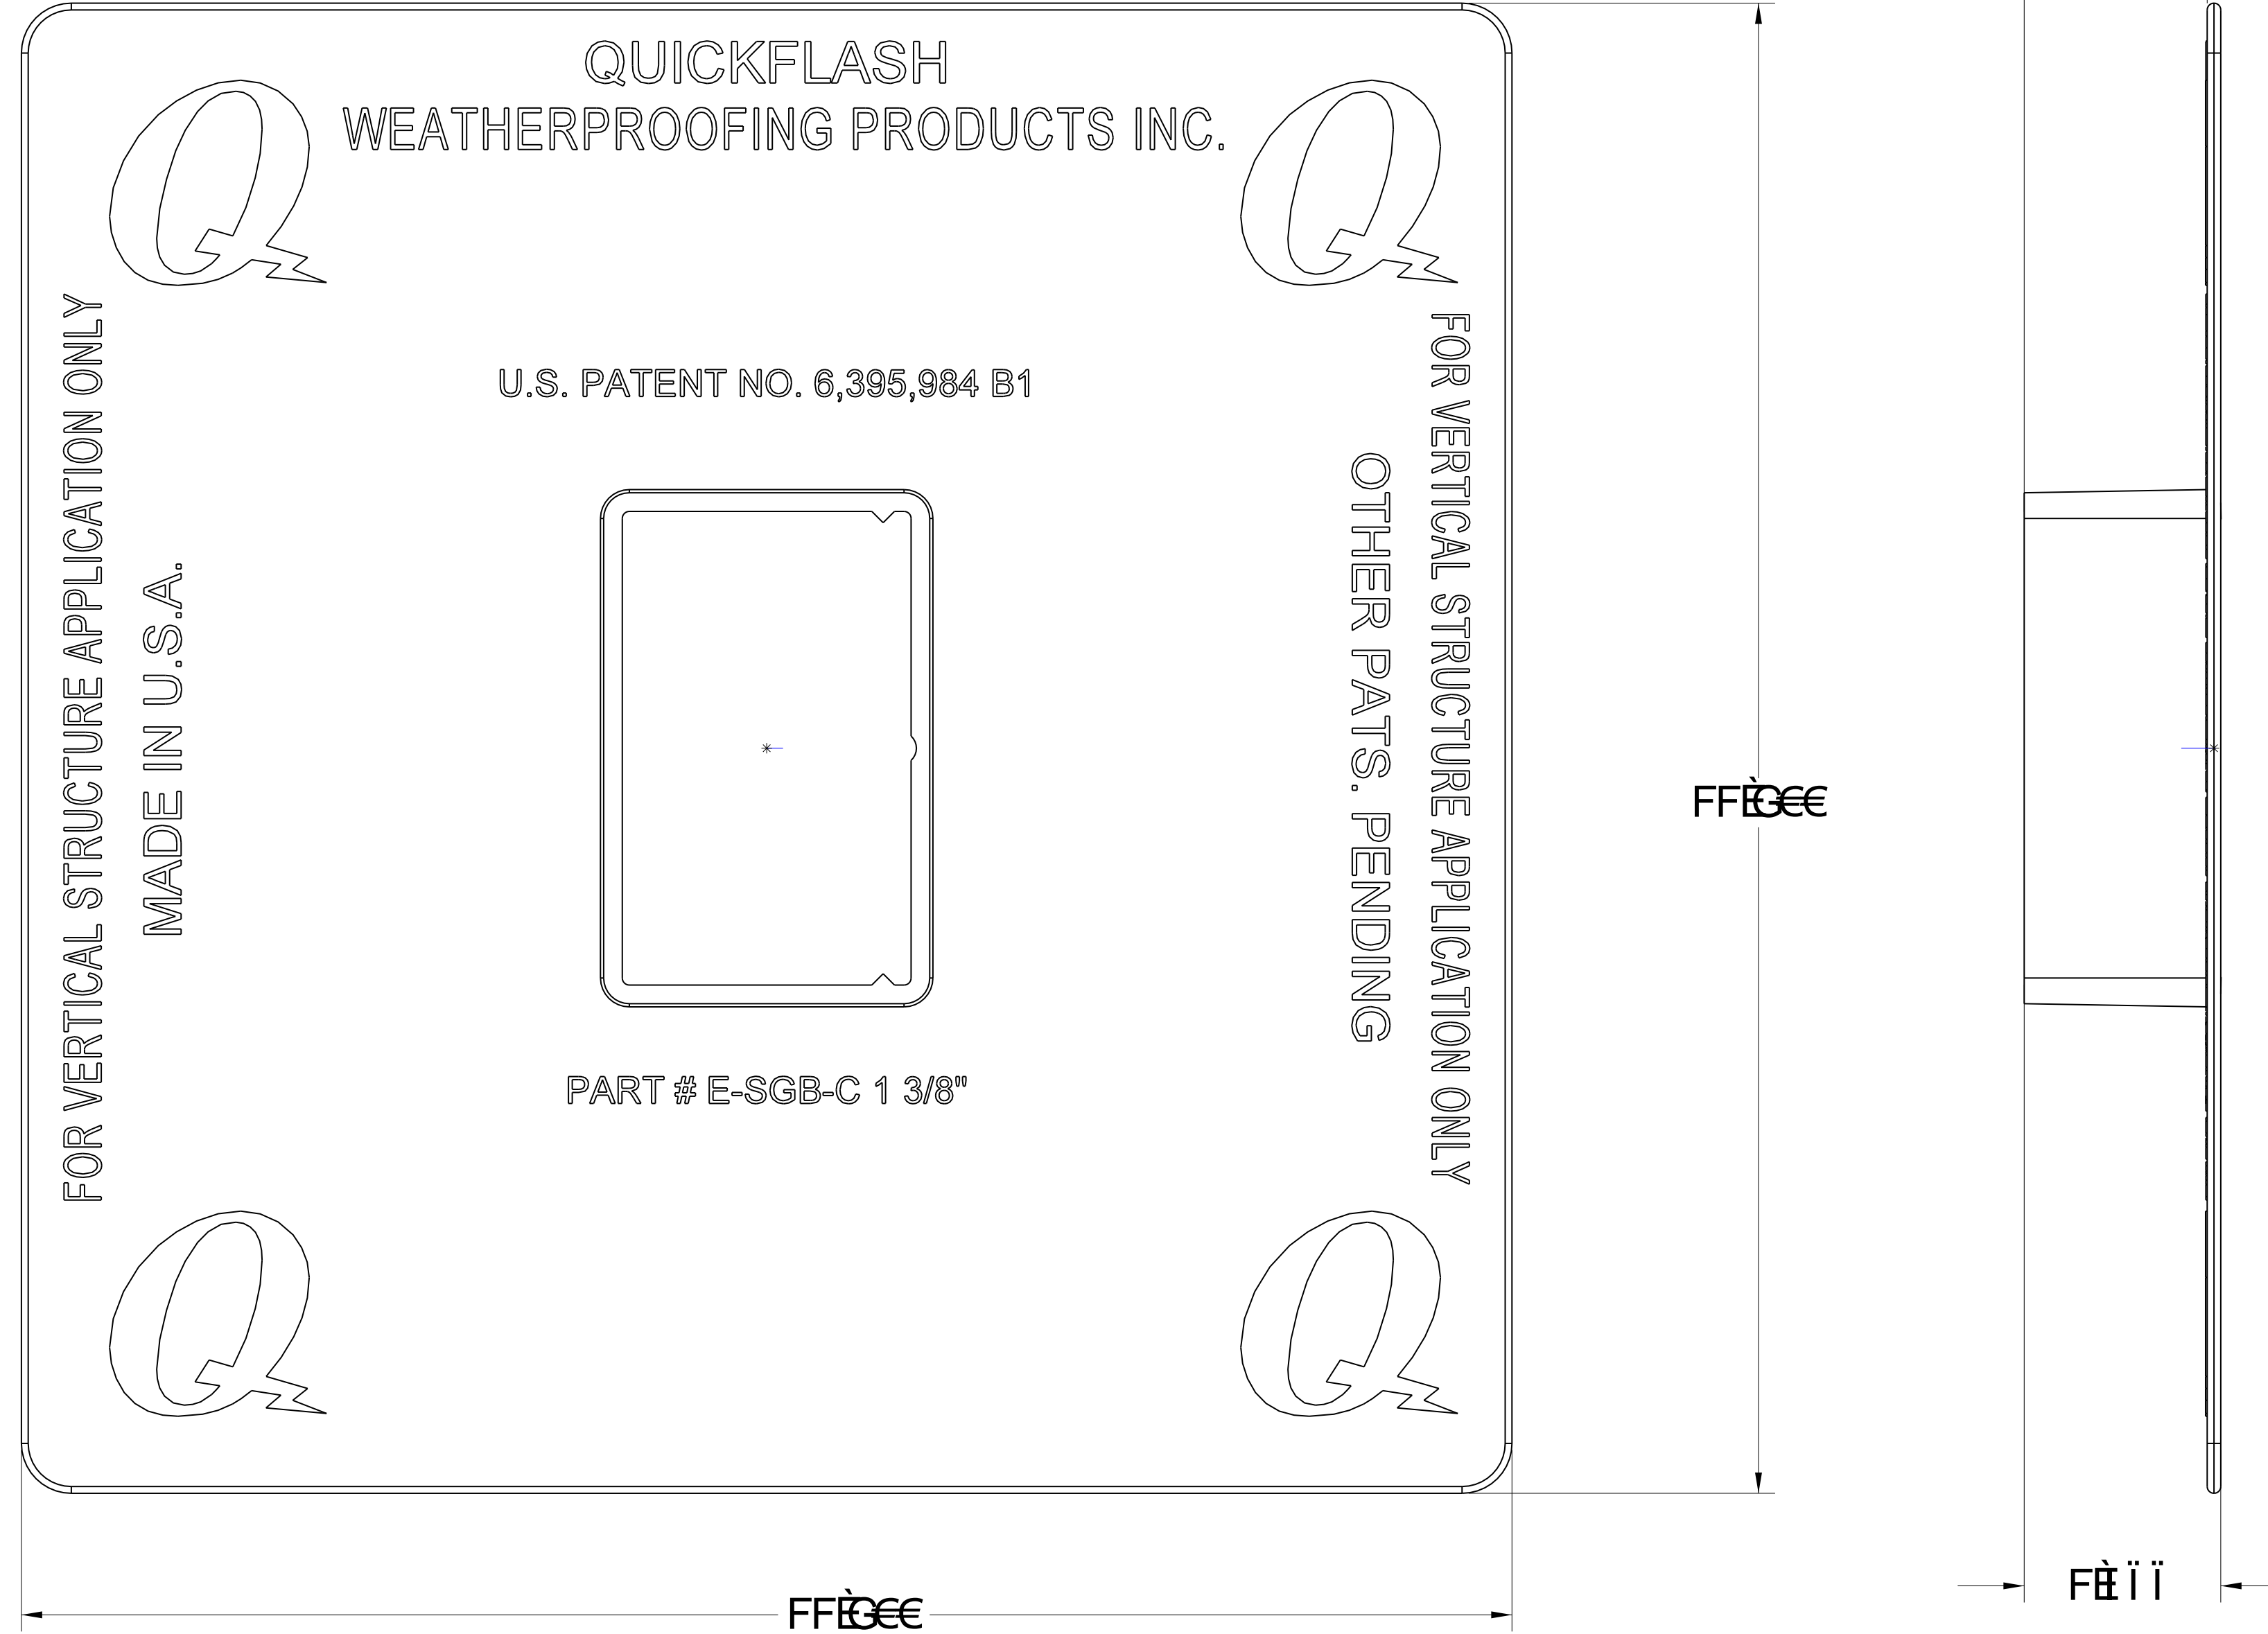 QUICKFLASH
WEATHERPROOFING PRODUCTS INC.
U.S. PATENT NO. 6,395,984 B1
FOR VERTICAL STRUCTURE APPLICATION ONLY
MADE IN U.S.A.
OTHER PATS. PENDING
FOR VERTICAL STRUCTURE APPLICATION ONLY
PART # E-SGB-C 1 3/8"
Q
Q
Q
Q